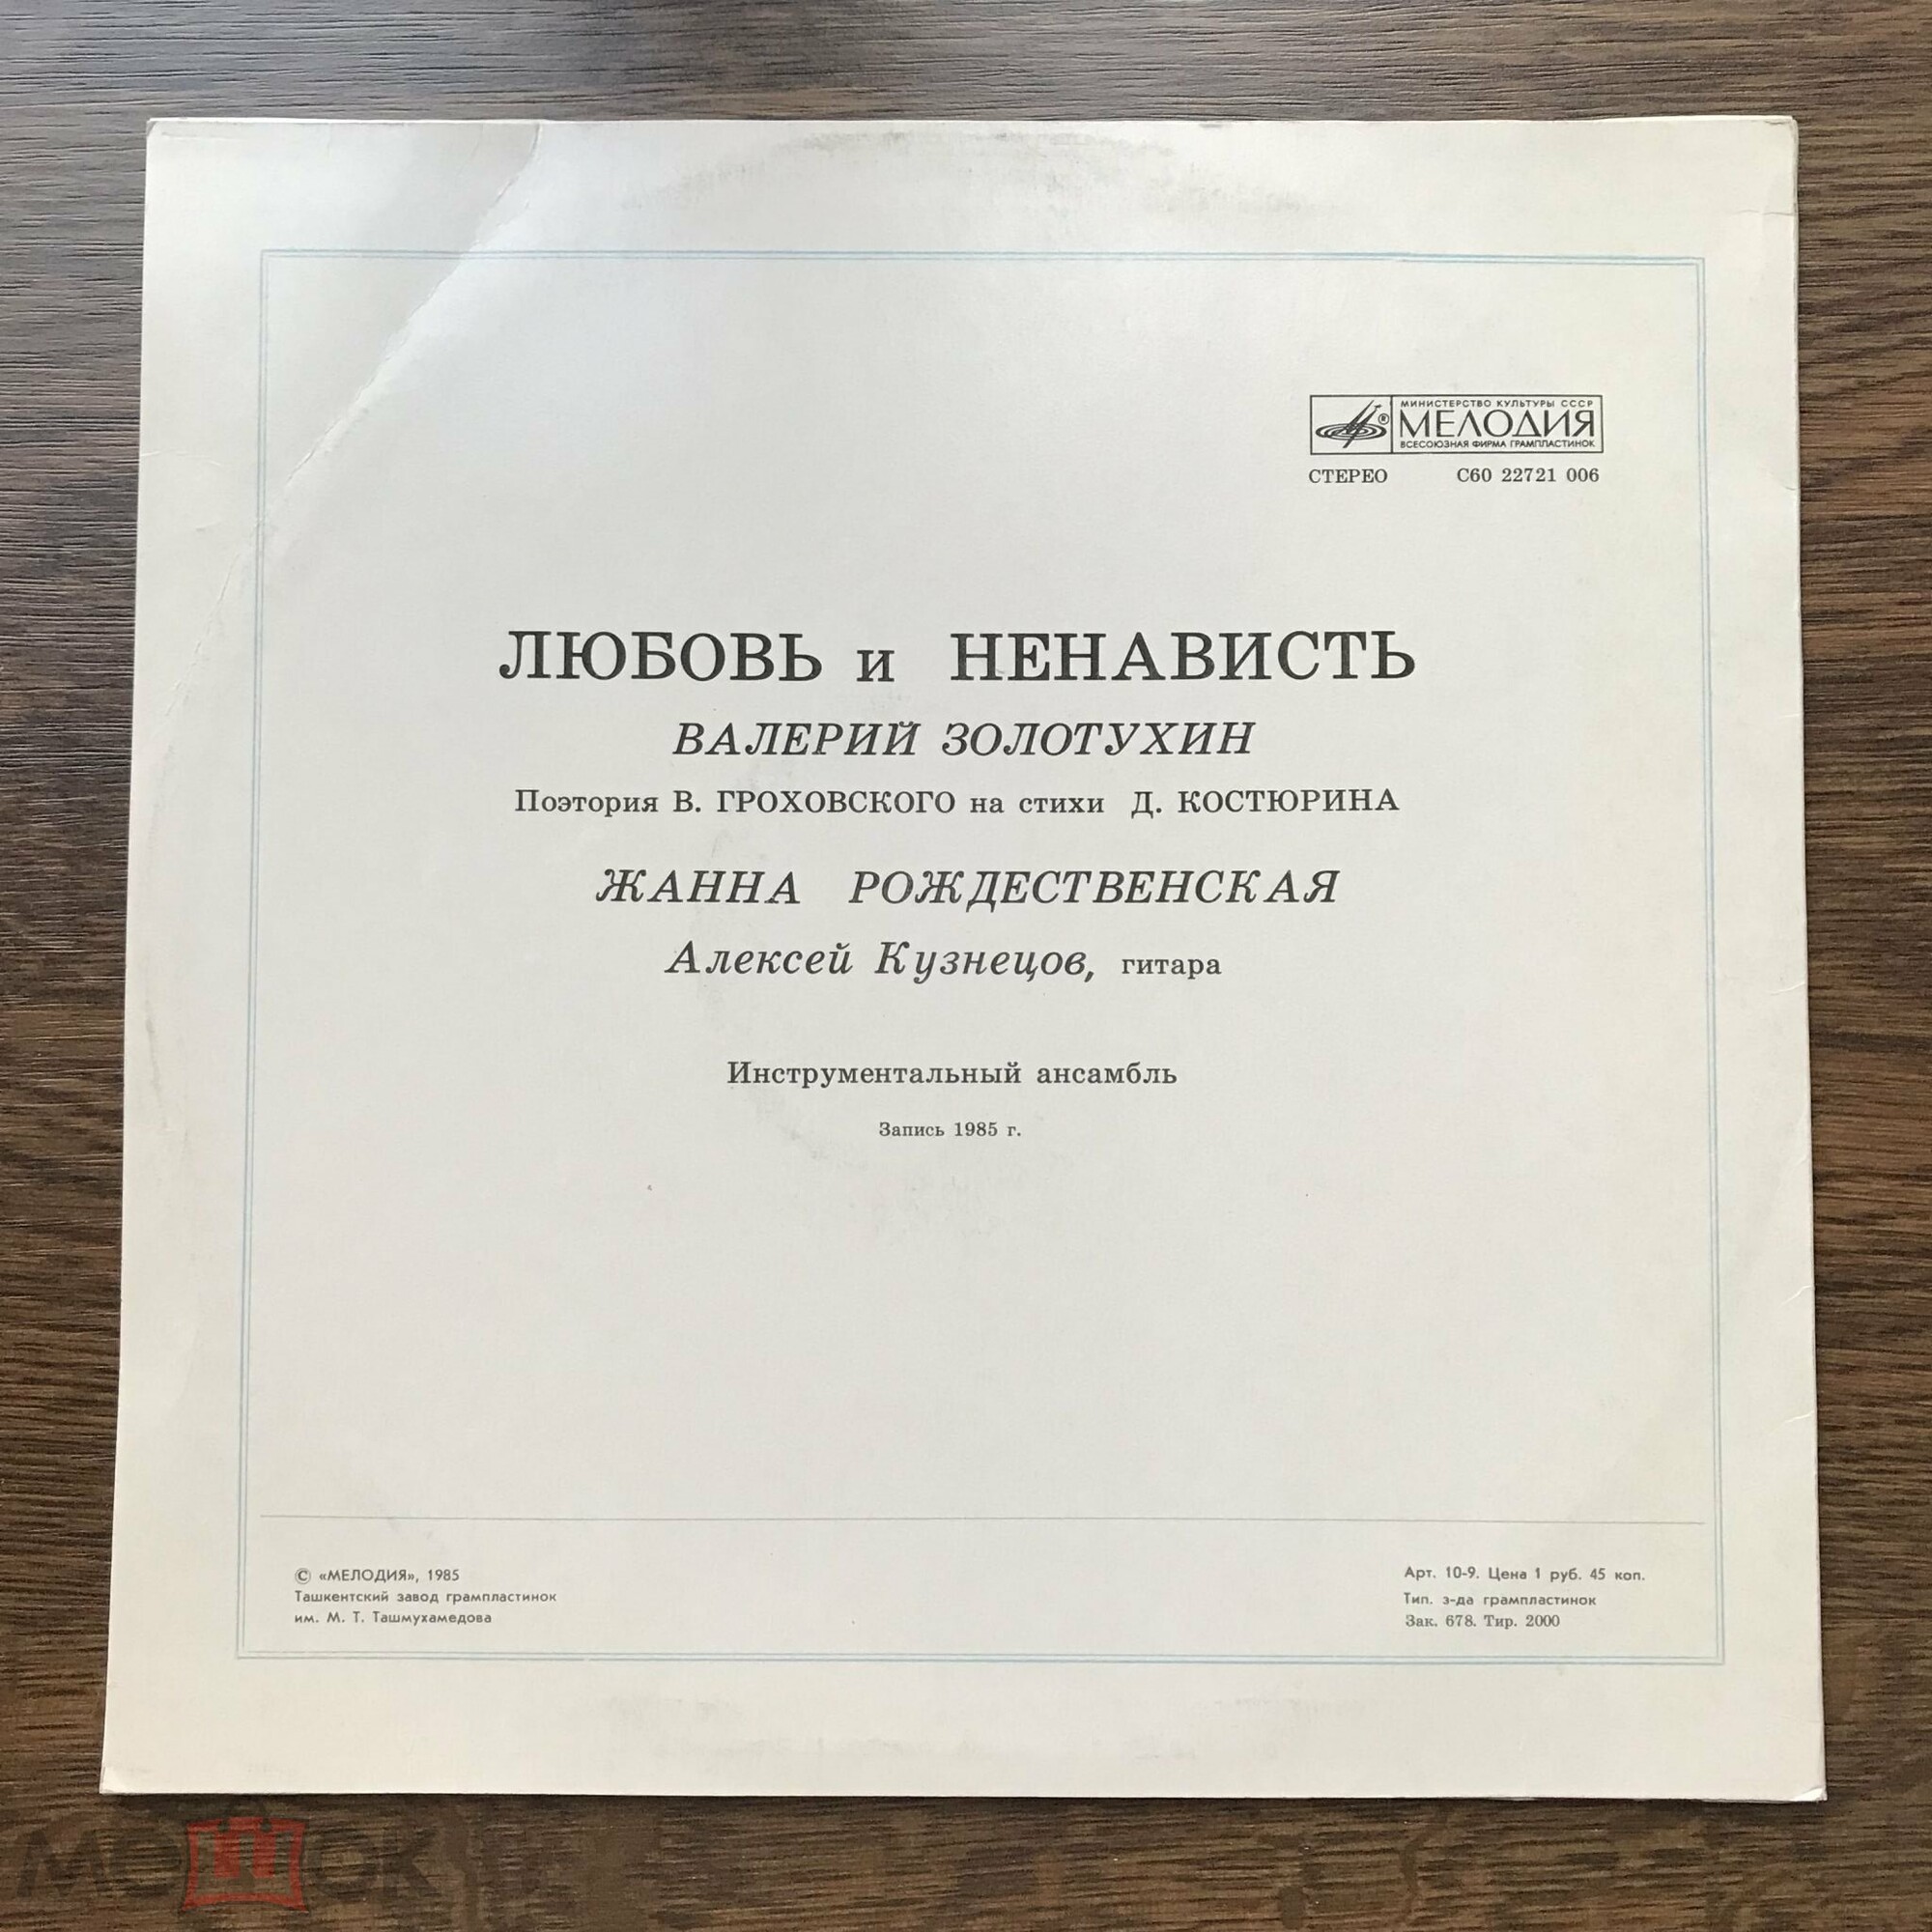 МИНИСТЕРСТВО КУЛЬТУРЫ СССР
МЕЛОДИЯ
ВСЕСОЮЗНАЯ ФИРМА ГРАМПЛАСТИНОК
СТЕРЕО С60 22721 006
ЛЮБОВЬ и НЕНАВИСТЬ
ВАЛЕРИЙ ЗОЛОТУХИН
Поэтория В. ГРОХОВСКОГО на стихи Д. КОСТЮРИНА
ЖАННА РОЖДЕСТВЕНСКАЯ
Алексей Кузнецов, гитара
Инструментальный ансамбль
Запись 1985 г.
© «МЕЛОДИЯ», 1985
Ташкентский завод грампластинок
им. М. Т. Ташмухамедова
Арт. 10-9. Цена 1 руб. 45 коп.
Тип. з-да грампластинок
Зак. 678. Тир. 2000
МЕШОК